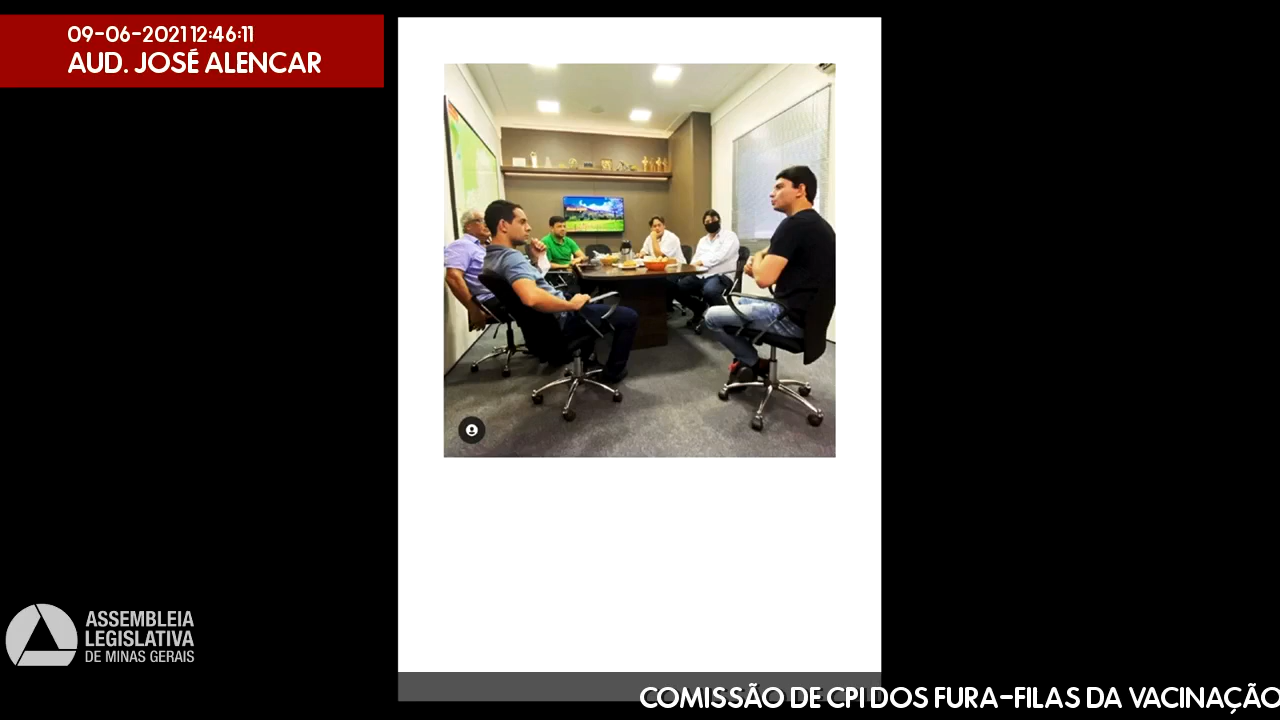 09-06-2021 12:46:11
AUD. JOSÉ ALENCAR
ASSEMBLEIA
LEGISLATIVA
DE MINAS GERAIS
COMISSÃO DE CPI DOS FURA-FILAS DA VACINAÇÃO